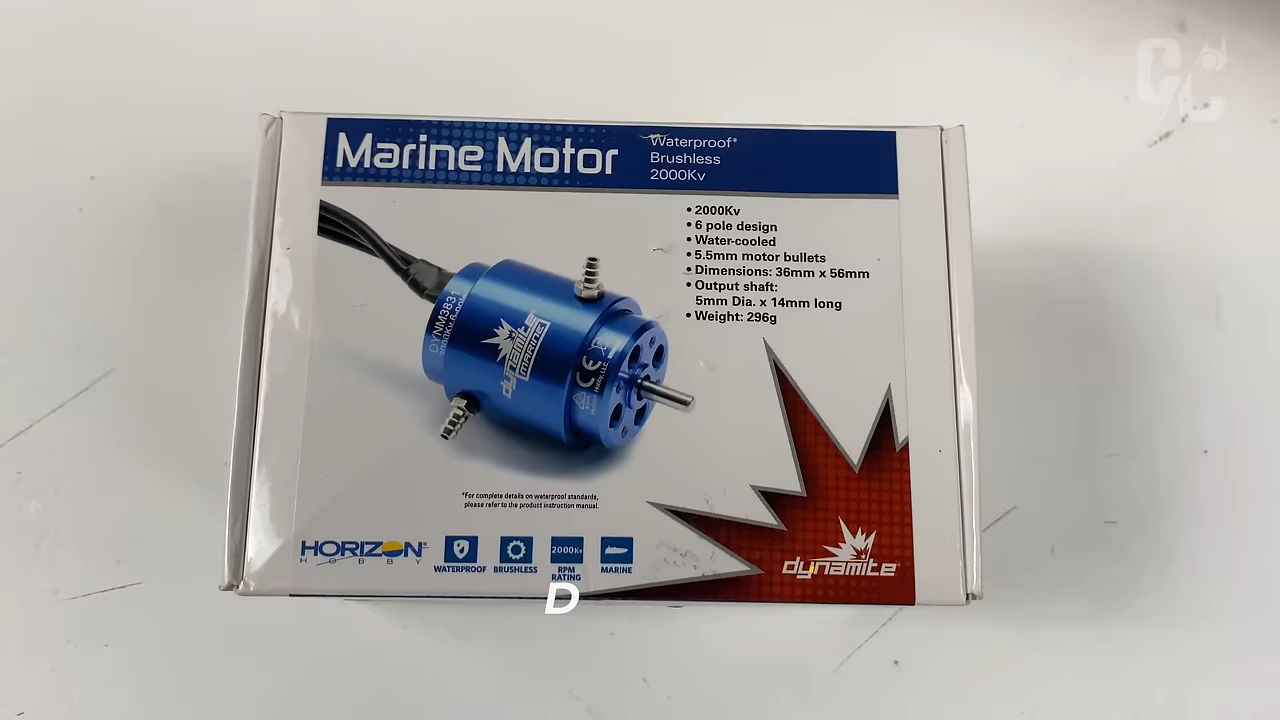 Marine Motor
Waterproof*
Brushless
2000Kv
• 2000Kv
• 6 pole design
• Water-cooled
• 5.5mm motor bullets
• Dimensions: 36mm x 56mm
• Output shaft:
5mm Dia. x 14mm long
• Weight: 296g
DYNM3831
dynamite
MARINE
CE
*For complete details on waterproof standards,
please refer to the product instruction manual.
HORIZON®
HOBBY
WATERPROOF
BRUSHLESS
2000Kv
RPM
RATING
MARINE
dynamite®
D